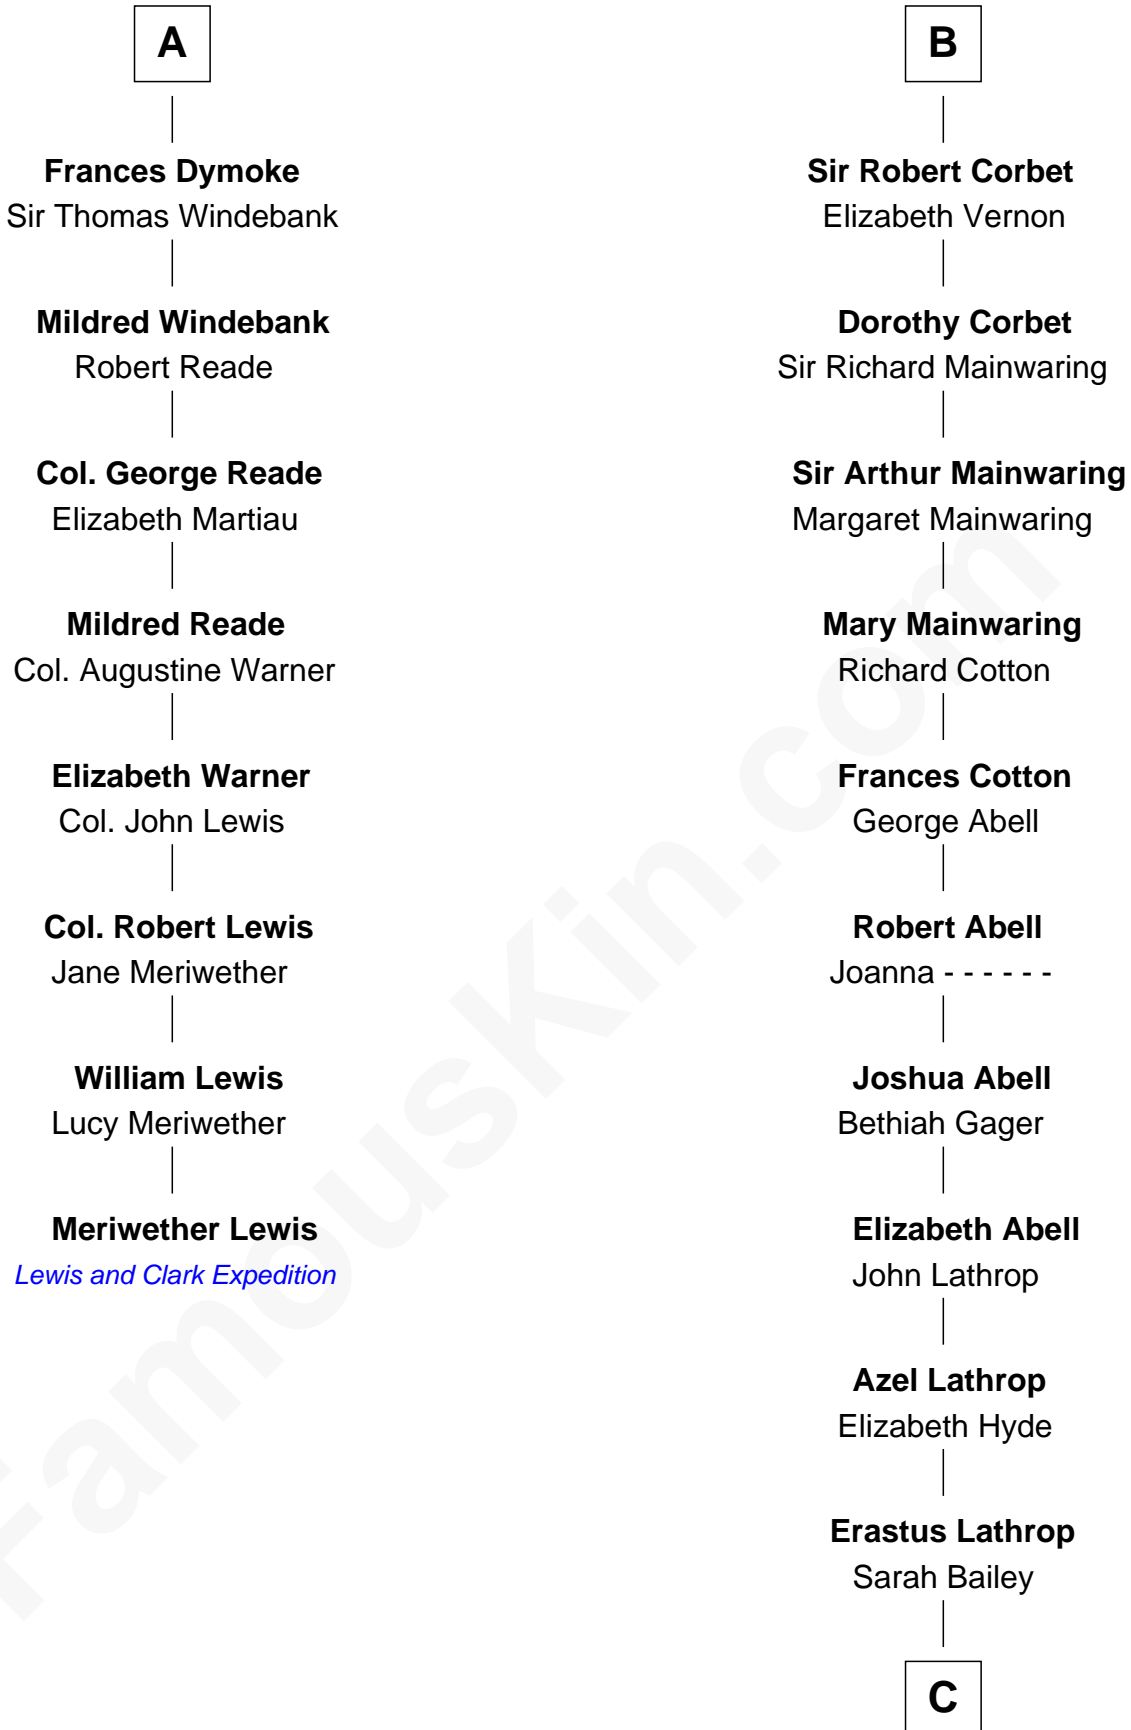 A
Frances Dymoke
Sir Thomas Windebank
Mildred Windebank
Robert Reade
Col. George Reade
Elizabeth Martiau
Mildred Reade
Col. Augustine Warner
Elizabeth Warner
Col. John Lewis
Col. Robert Lewis
Jane Meriwether
William Lewis
Lucy Meriwether
Meriwether Lewis
Lewis and Clark Expedition
B
Sir Robert Corbet
Elizabeth Vernon
Dorothy Corbet
Sir Richard Mainwaring
Sir Arthur Mainwaring
Margaret Mainwaring
Mary Mainwaring
Richard Cotton
Frances Cotton
George Abell
Robert Abell
Joanna - - - - - -
Joshua Abell
Bethiah Gager
Elizabeth Abell
John Lathrop
Azel Lathrop
Elizabeth Hyde
Erastus Lathrop
Sarah Bailey
C
FamousKin.com